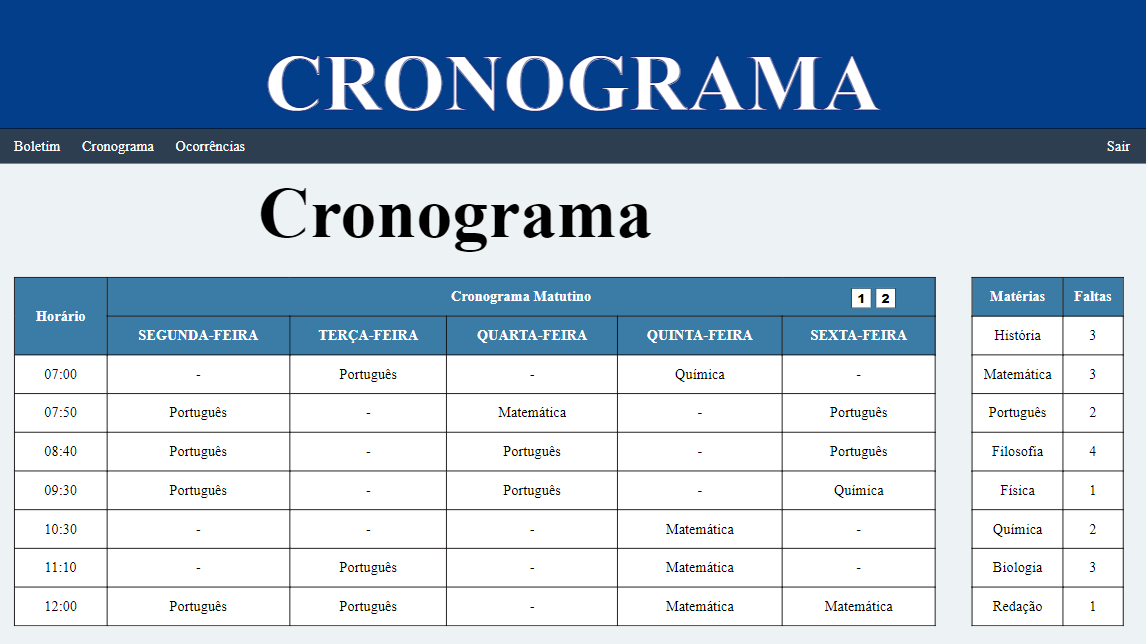 CRONOGRAMA
Boletim Cronograma Ocorrências Sair
Cronograma
Horário Cronograma Matutino 1 2
SEGUNDA-FEIRA TERÇA-FEIRA QUARTA-FEIRA QUINTA-FEIRA SEXTA-FEIRA
07:00 - Português - Química -
07:50 Português - Matemática - Português
08:40 Português - Português - Português
09:30 Português - Português - Química
10:30 - - - Matemática -
11:10 - Português - Matemática -
12:00 Português Português - Matemática Matemática
Matérias Faltas
História 3
Matemática 3
Português 2
Filosofia 4
Física 1
Química 2
Biologia 3
Redação 1